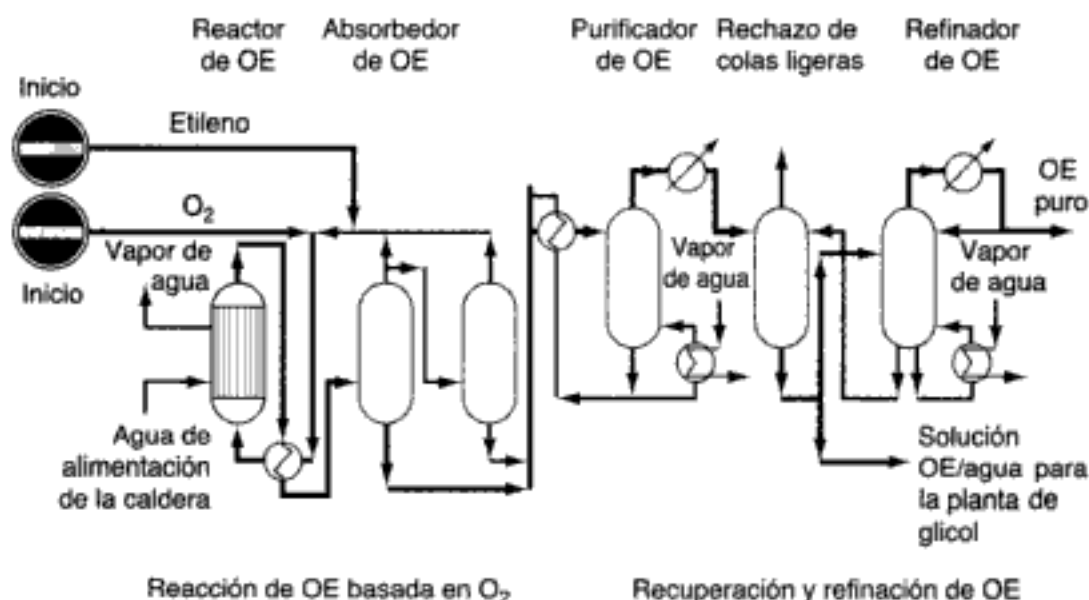 Reactor
de OE
Absorbedor
de OE
Purificador
de OE
Rechazo de
colas ligeras
Refinador
de OE
Inicio
Etileno
O₂
Inicio
Vapor de
agua
Agua de
alimentación
de la caldera
Vapor
de agua
OE
puro
Vapor
de agua
Solución
OE/agua para
la planta de
glicol
Reacción de OE basada en O₂
Recuperación y refinación de OE